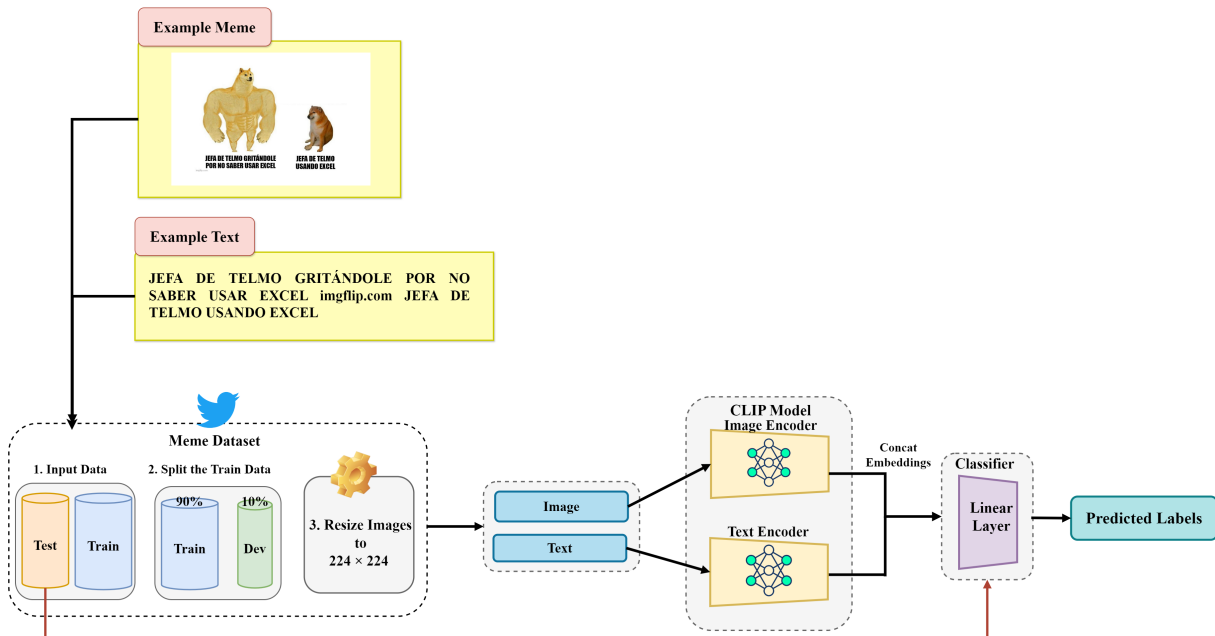 Example Meme
JEFA DE TELMO GRITÁNDOLE
POR NO SABER USAR EXCEL
JEFA DE TELMO
USANDO EXCEL
Example Text
JEFA DE TELMO GRITÁNDOLE POR NO
SABER USAR EXCEL imgflip.com JEFA DE
TELMO USANDO EXCEL
Meme Dataset
1. Input Data
2. Split the Train Data
Test
Train
90%
Train
10%
Dev
3. Resize Images
to
224 × 224
Image
Text
CLIP Model
Image Encoder
Text Encoder
Concat
Embeddings
Classifier
Linear
Layer
Predicted Labels